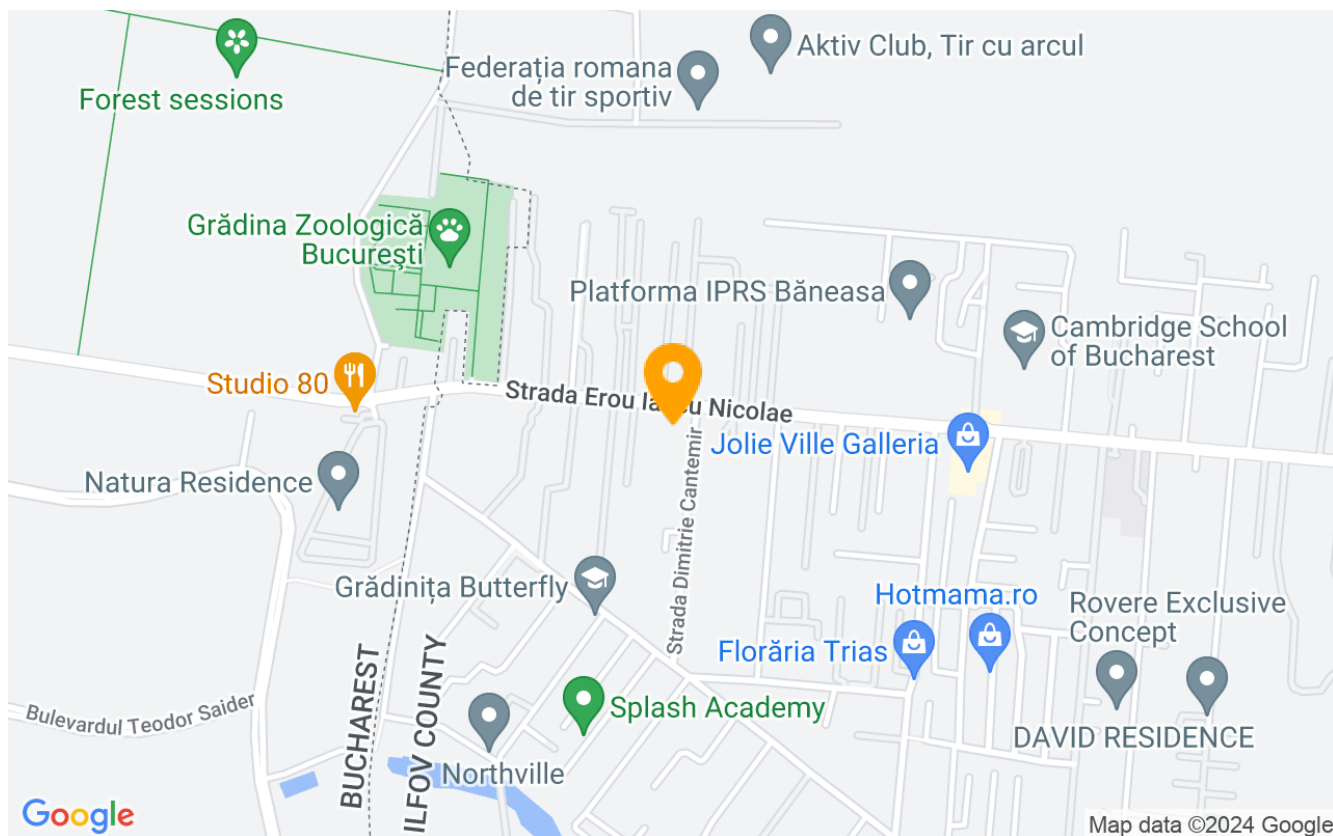 Aktiv Club, Tir cu arcul
Federația romana
de tir sportiv
Forest sessions
Grădina Zoologică
București
Platforma IPRS Băneasa
Cambridge School
of Bucharest
Studio 80
Strada Erou Ia cu Nicolae
Jolie Ville Galleria
Natura Residence
Strada Dimitrie Cantemir
Grădinița Butterfly
Hotmama.ro
Rovere Exclusive
Concept
Florăria Trias
BUCHAREST
ILFOV COUNTY
Bulevardul Teodor Saider
Splash Academy
DAVID RESIDENCE
Northville
Google
Map data ©2024 Google